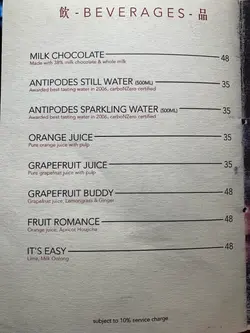 飲 - BEVERAGES - 品
MILK CHOCOLATE 48
Made with 38% milk chocolate & whole milk
ANTIPODES STILL WATER (500ML) 35
Awarded best tasting water in 2006, carboNZero certified
ANTIPODES SPARKLING WATER (500ML) 35
Awarded best tasting water in 2006, carboNZero certified
ORANGE JUICE 35
Pure orange juice with pulp
GRAPEFRUIT JUICE 35
Pure grapefruit juice with pulp
GRAPEFRUIT BUDDY 48
Grapefruit juice, Lemongrass & Ginger
FRUIT ROMANCE 48
Orange juice, Apricot
IT'S EASY 48
Lime, Milk Oolong
subject to 10% service charge